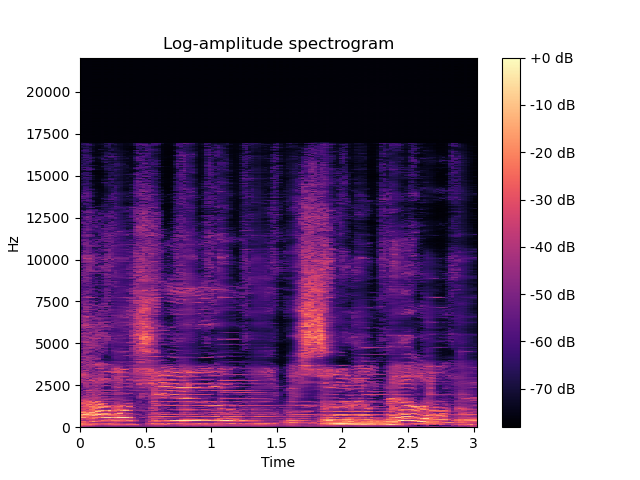 Log-amplitude spectrogram
Hz
20000
17500
15000
12500
10000
7500
5000
2500
0
0
0.5
1
1.5
2
2.5
3
Time
+0 dB
-10 dB
-20 dB
-30 dB
-40 dB
-50 dB
-60 dB
-70 dB